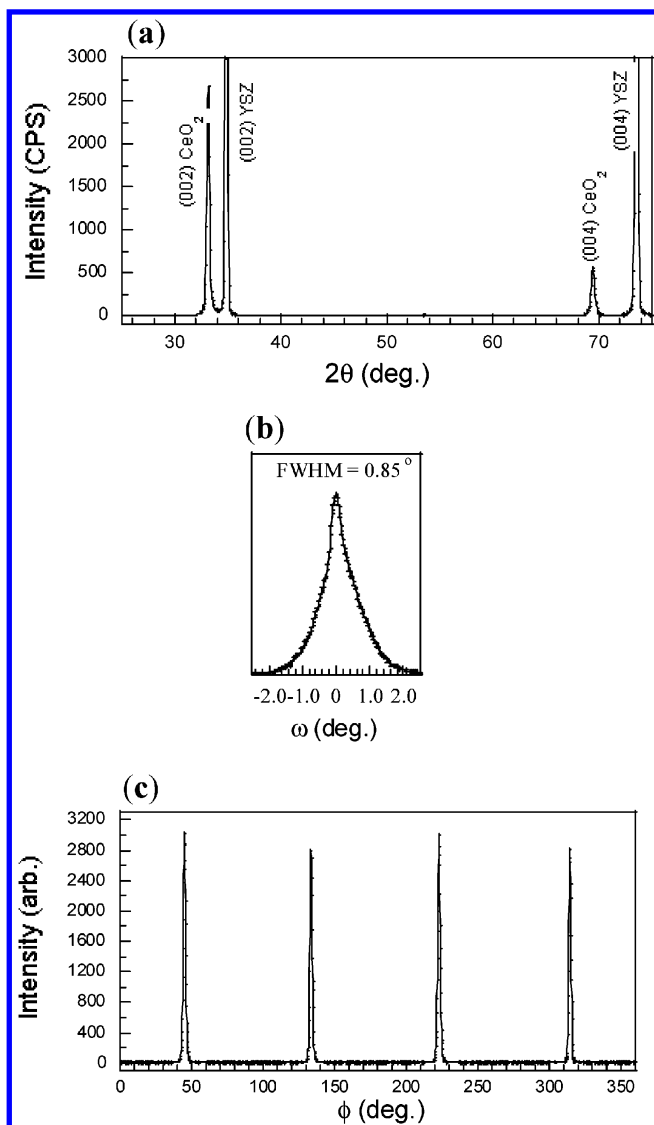 (a)
3000
2500
2000
1500
1000
500
0
Intensity (CPS)
(002) CeO₂
(002) YSZ
(004) CeO₂
(004) YSZ
30 40 50 60 70
2θ (deg.)
(b)
FWHM = 0.85°
-2.0 -1.0 0 1.0 2.0
ω (deg.)
(c)
3200
2800
2400
2000
1600
1200
800
400
0
Intensity (arb.)
0 50 100 150 200 250 300 350
ϕ (deg.)